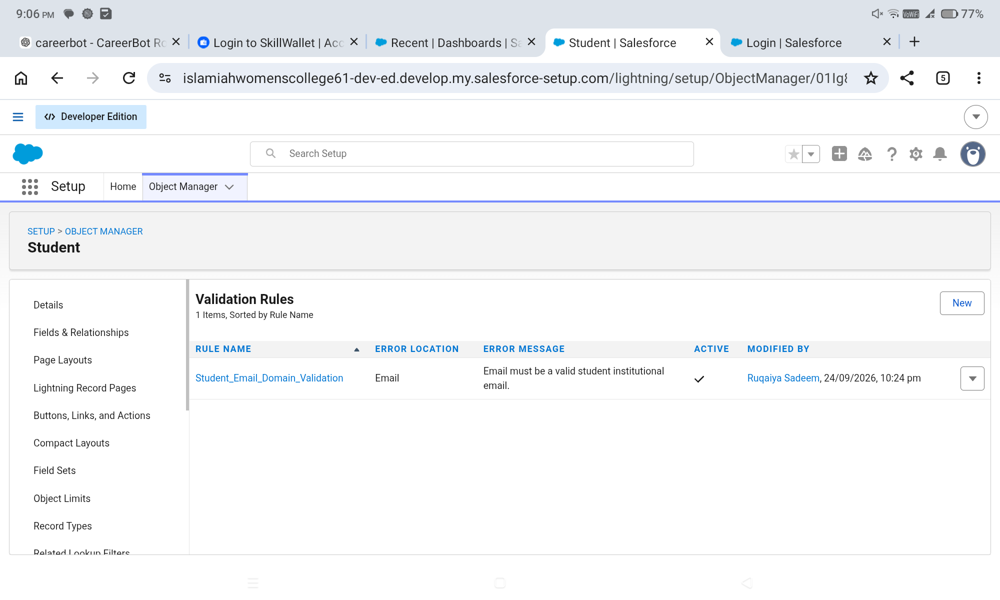 9:06 PM
VoWiFi
77%
careerbot - CareerBot Ro
Login to SkillWallet | Acc
Recent | Dashboards | Sa
Student | Salesforce
Login | Salesforce
islamiahwomenscollege61-dev-ed.develop.my.salesforce-setup.com/lightning/setup/ObjectManager/01Ig8
5
Developer Edition
Search Setup
Setup
Home
Object Manager
SETUP > OBJECT MANAGER
Student
Details
Fields & Relationships
Page Layouts
Lightning Record Pages
Buttons, Links, and Actions
Compact Layouts
Field Sets
Object Limits
Record Types
Related Lookup Filters
Validation Rules
1 Items, Sorted by Rule Name
New
RULE NAME
ERROR LOCATION
ERROR MESSAGE
ACTIVE
MODIFIED BY
Student_Email_Domain_Validation
Email
Email must be a valid student institutional
email.
Ruqaiya Sadeem, 24/09/2026, 10:24 pm